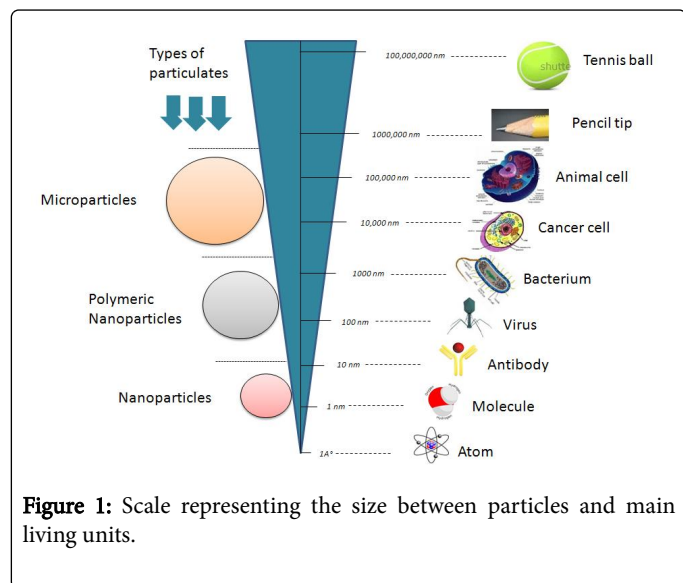 Types of
particulates
Microparticles
Polymeric
Nanoparticles
Nanoparticles
100,000,000 nm
1000,000 nm
100,000 nm
10,000 nm
1000 nm
100 nm
10 nm
1 nm
1A°
shutte
Tennis ball
Pencil tip
Animal cell
Cancer cell
Bacterium
Virus
Antibody
Molecule
Atom
Figure 1: Scale representing the size between particles and main
living units.